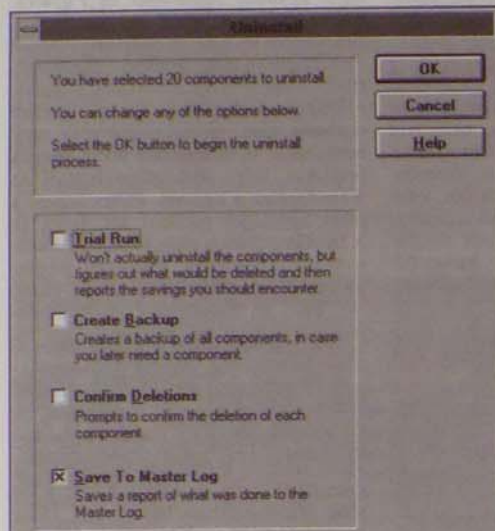 Uninstall
You have selected 20 components to uninstall.
You can change any of the options below.
Select the OK button to begin the uninstall
process.
OK
Cancel
Help
Trial Run
Won't actually uninstall the components, but
figures out what would be deleted and then
reports the savings you should encounter.
Create Backup
Creates a backup of all components, in case
you later need a component.
Confirm Deletions
Prompts to confirm the deletion of each
component.
Save To Master Log
Saves a report of what was done to the
Master Log.